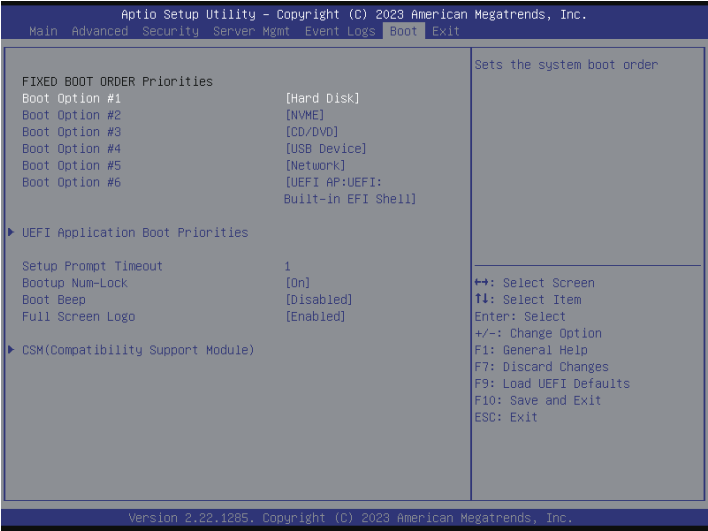 Aptio Setup Utility – Copyright (C) 2023 American Megatrends, Inc.
Main Advanced Security Server Mgmt Event Logs Boot Exit
Sets the system boot order
FIXED BOOT ORDER Priorities
Boot Option #1 [Hard Disk]
Boot Option #2 [NVME]
Boot Option #3 [CD/DVD]
Boot Option #4 [USB Device]
Boot Option #5 [Network]
Boot Option #6 [UEFI AP:UEFI:
Built-in EFI Shell]
UEFI Application Boot Priorities
Setup Prompt Timeout 1
Bootup Num-Lock [On]
Boot Beep [Disabled]
Full Screen Logo [Enabled]
CSM(Compatibility Support Module)
↔: Select Screen
↑↓: Select Item
Enter: Select
+/-: Change Option
F1: General Help
F7: Discard Changes
F9: Load UEFI Defaults
F10: Save and Exit
ESC: Exit
Version 2.22.1285. Copyright (C) 2023 American Megatrends, Inc.